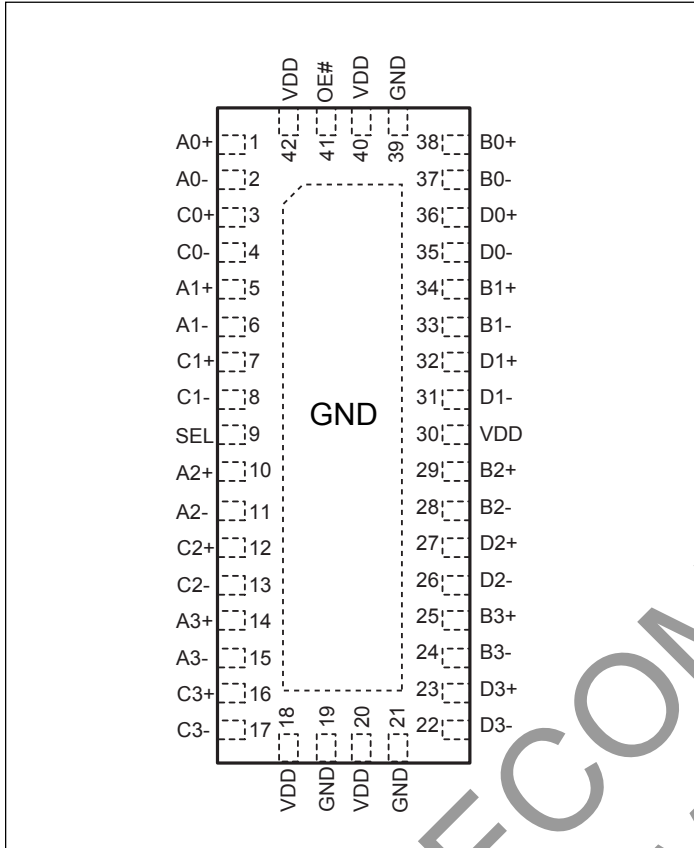 VDD OE# VDD GND
42 41 40 39
A0+ 1 38 B0+
A0- 2 37 B0-
C0+ 3 36 D0+
C0- 4 35 D0-
A1+ 5 34 B1+
A1- 6 33 B1-
C1+ 7 32 D1+
C1- 8 31 D1-
GND
SEL 9 30 VDD
A2+ 10 29 B2+
A2- 11 28 B2-
C2+ 12 27 D2+
C2- 13 26 D2-
A3+ 14 25 B3+
A3- 15 24 B3-
C3+ 16 23 D3+
C3- 17 22 D3-
18 19 20 21
VDD GND VDD GND